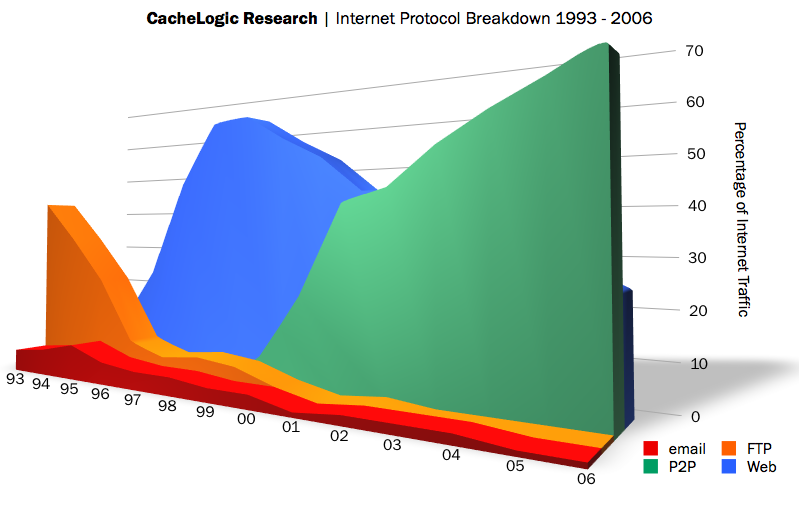 CacheLogic Research | Internet Protocol Breakdown 1993 - 2006
70
60
50
40
30
20
10
0
Percentage of Internet Traffic
93 94 95 96 97 98 99 00 01 02 03 04 05 06
email FTP
P2P Web